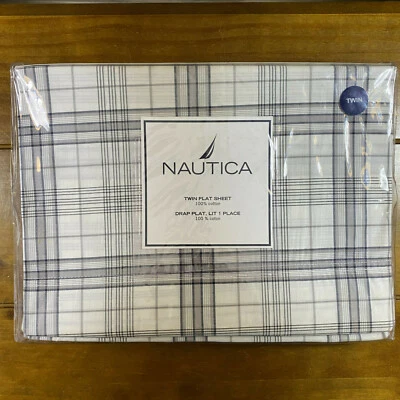 TWIN
NAUTICA
TWIN FLAT SHEET
100% cotton
DRAP PLAT, LIT 1 PLACE
100 % coton